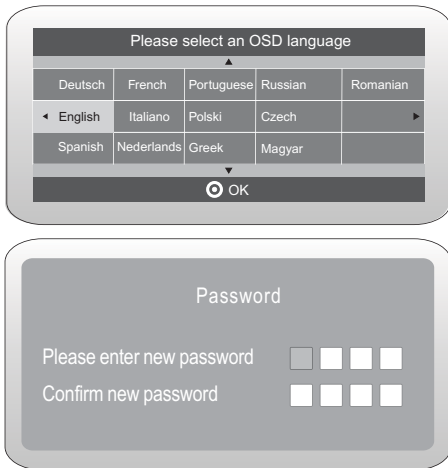 Please select an OSD language
Deutsch French Portuguese Russian Romanian
English Italiano Polski Czech
Spanish Nederlands Greek Magyar
OK
Password
Please enter new password
Confirm new password